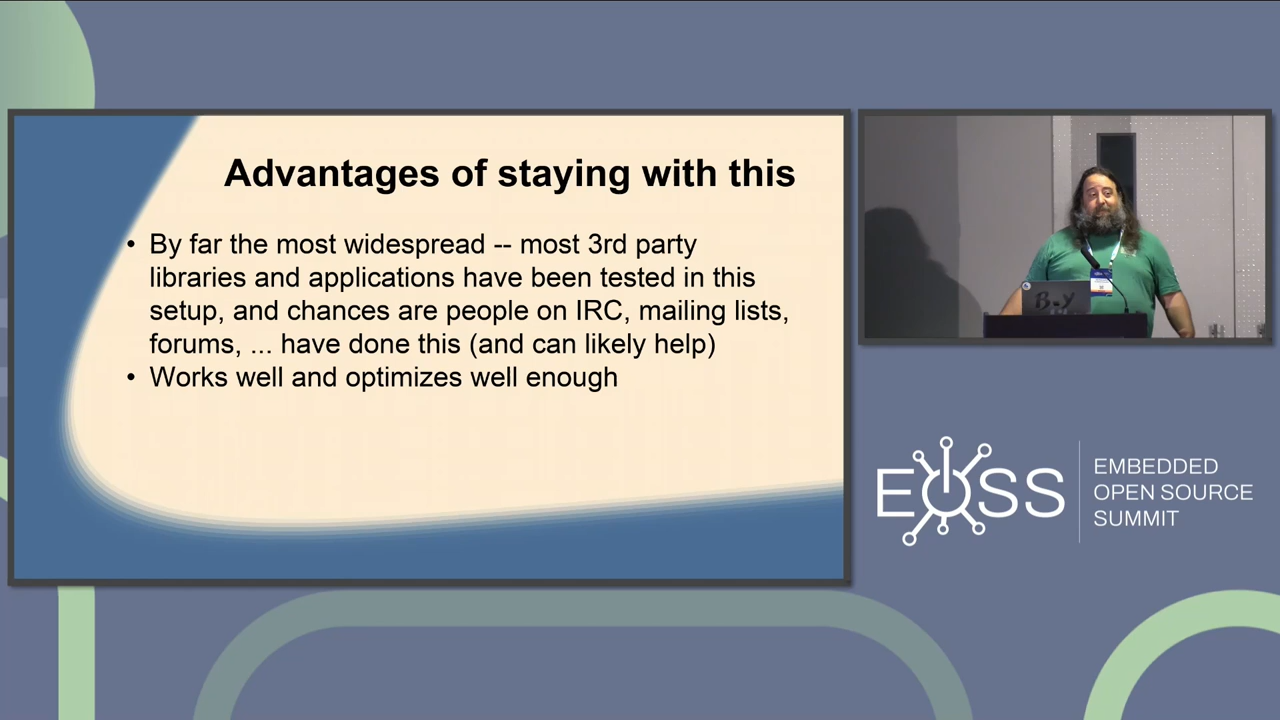 Advantages of staying with this
• By far the most widespread -- most 3rd party
libraries and applications have been tested in this
setup, and chances are people on IRC, mailing lists,
forums, ... have done this (and can likely help)
• Works well and optimizes well enough
EOSS
EMBEDDED
OPEN SOURCE
SUMMIT